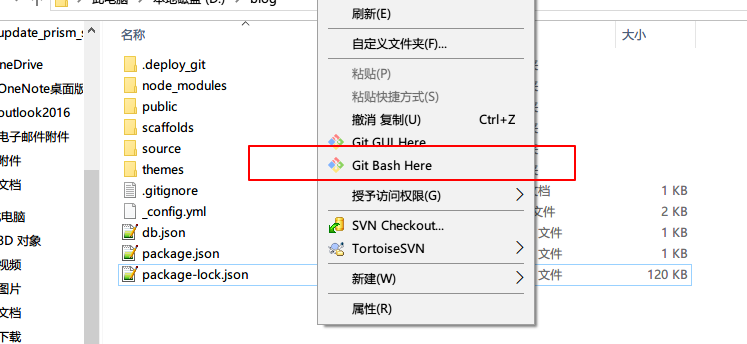 此电脑 本地磁盘 (D:) blog
update_prism_s
neDrive
OneNote桌面版
outlook2016
电子邮件附件
附件
文档
电脑
3D 对象
视频
图片
文档
下载
名称
大小
.deploy_git
node_modules
public
scaffolds
source
themes
.gitignore
1 KB
_config.yml
文件
2 KB
db.json
文件
1 KB
package.json
文件
1 KB
package-lock.json
文件
120 KB
刷新(E)
自定义文件夹(F)...
粘贴(P)
粘贴快捷方式(S)
撤消 复制(U) Ctrl+Z
Git GUI Here
Git Bash Here
授予访问权限(G)
SVN Checkout...
TortoiseSVN
新建(W)
属性(R)